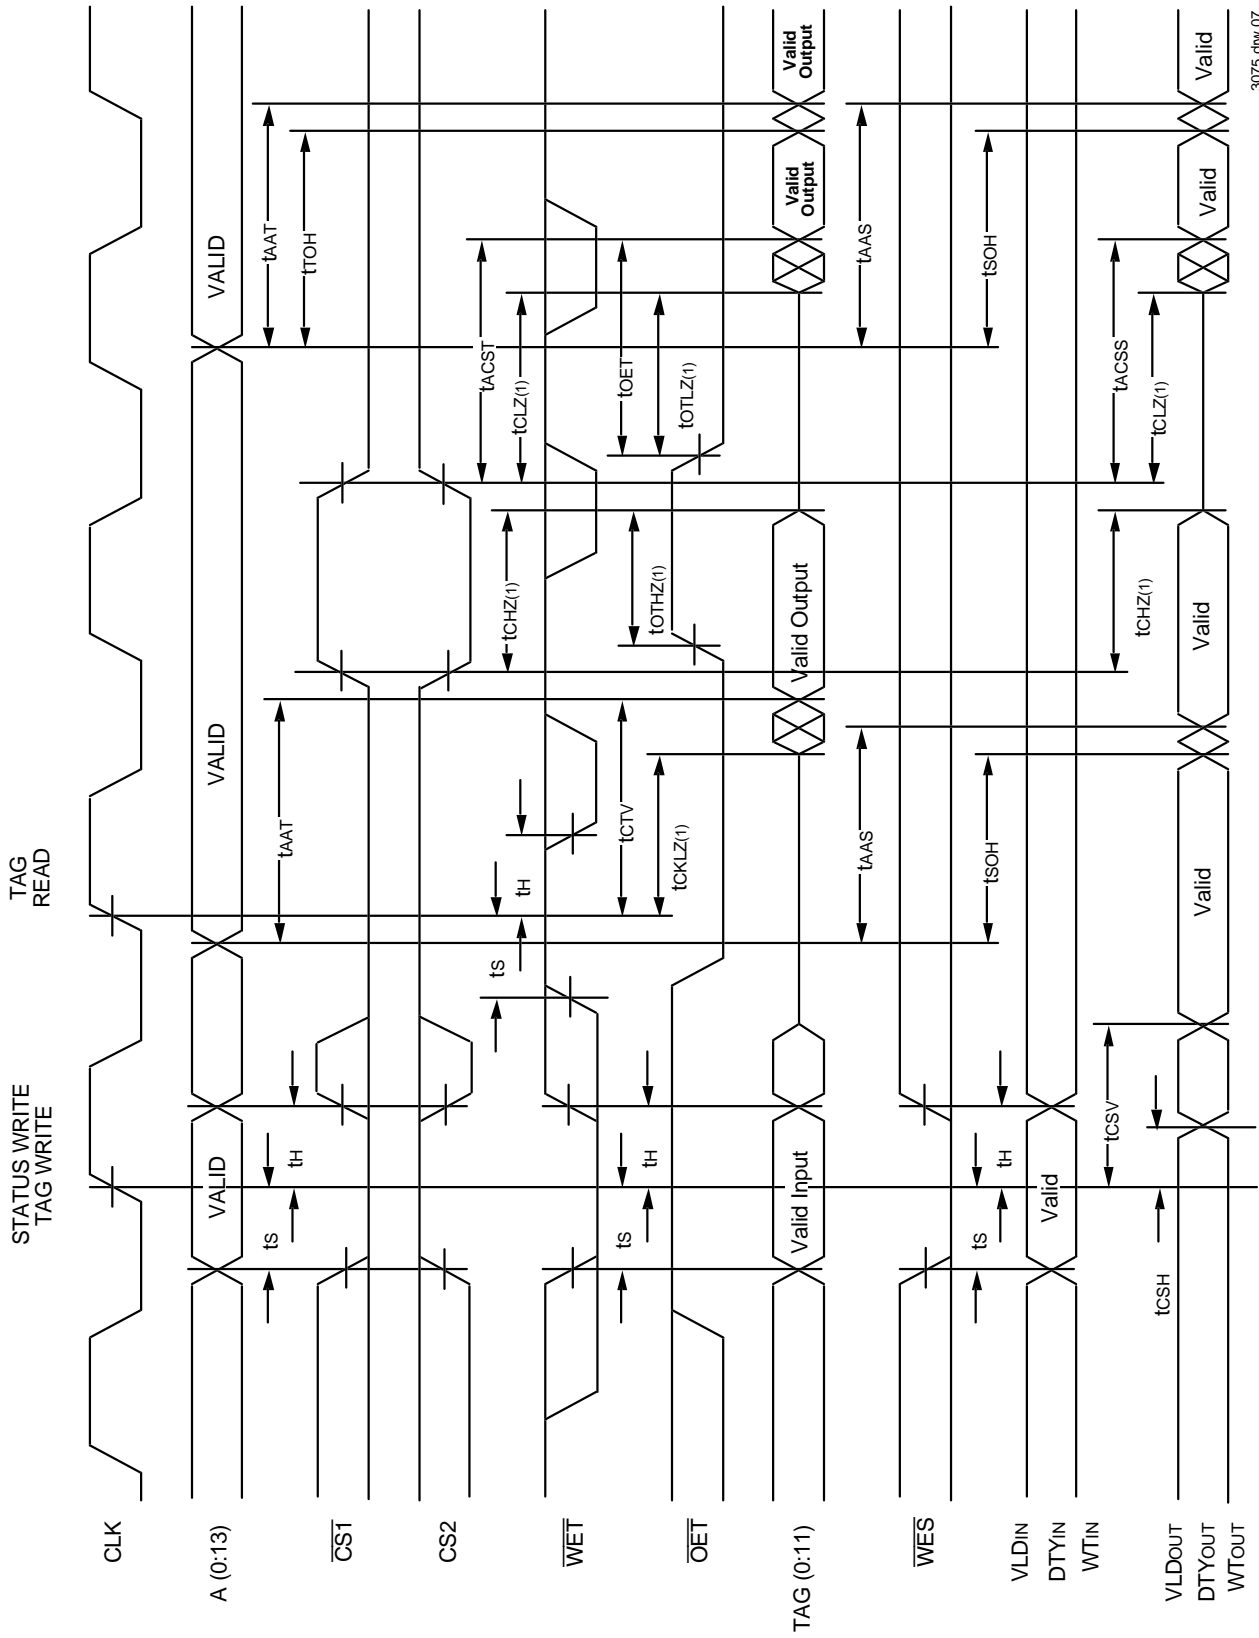 STATUS WRITE
TAG WRITE
TAG
READ
CLK
A (0:13)
VALID
VALID
VALID
tS
tH
tAAT
tAAT
tTOH
CS1
CS2
tS
tH
tCHZ(1)
tACST
tCLZ(1)
WET
tS
tH
tCTV
tCKLZ(1)
tOTHZ(1)
tOET
tOTLZ(1)
OET
TAG (0:11)
Valid Input
Valid Output
Valid
Output
Valid
Output
WES
tS
tH
tAAS
tSOH
tAAS
tSOH
VLDIN
DTYIN
WTIN
Valid
tCSH
tCSV
tCHZ(1)
tACSS
tCLZ(1)
VLDOUT
DTYOUT
WTOUT
Valid
Valid
Valid
Valid
3075 drw 07